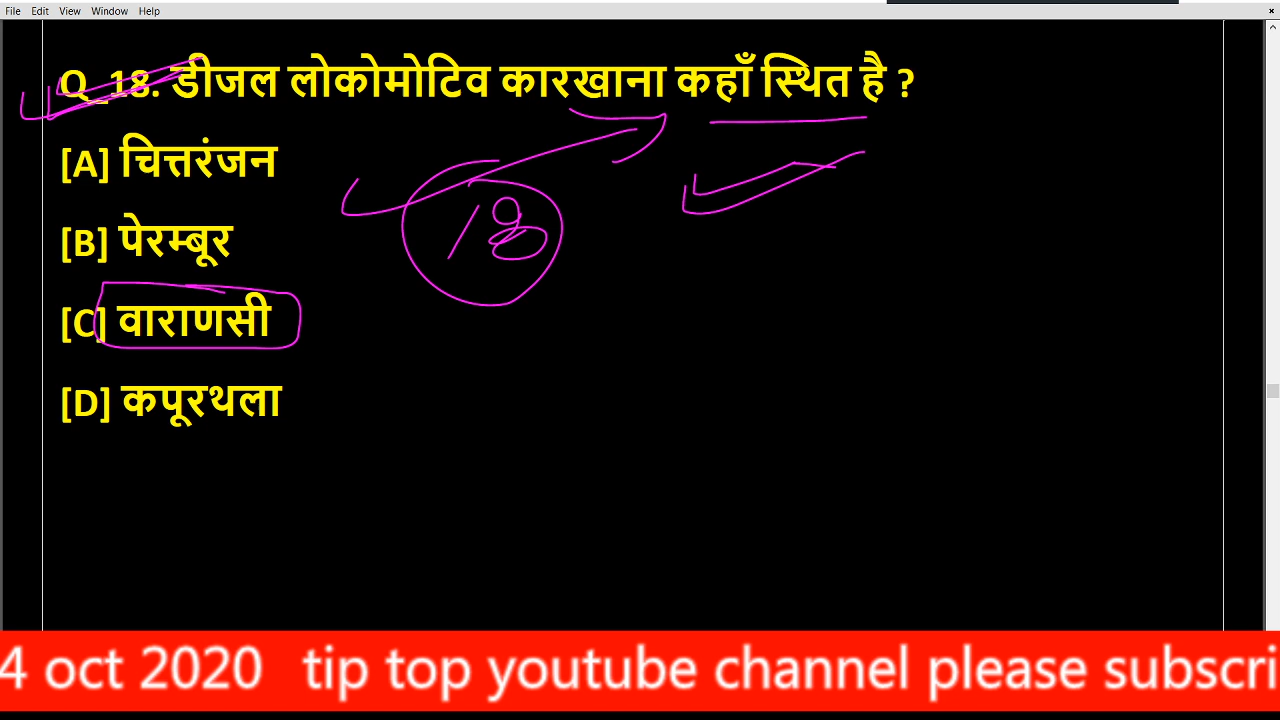 File Edit View Window Help
Q_18. डीजल लोकोमोटिव कारखाना कहाँ स्थित है ?
[A] चित्तरंजन
18
[B] पेरम्बूर
[C] वाराणसी
[D] कपूरथला
4 oct 2020 tip top youtube channel please subscri